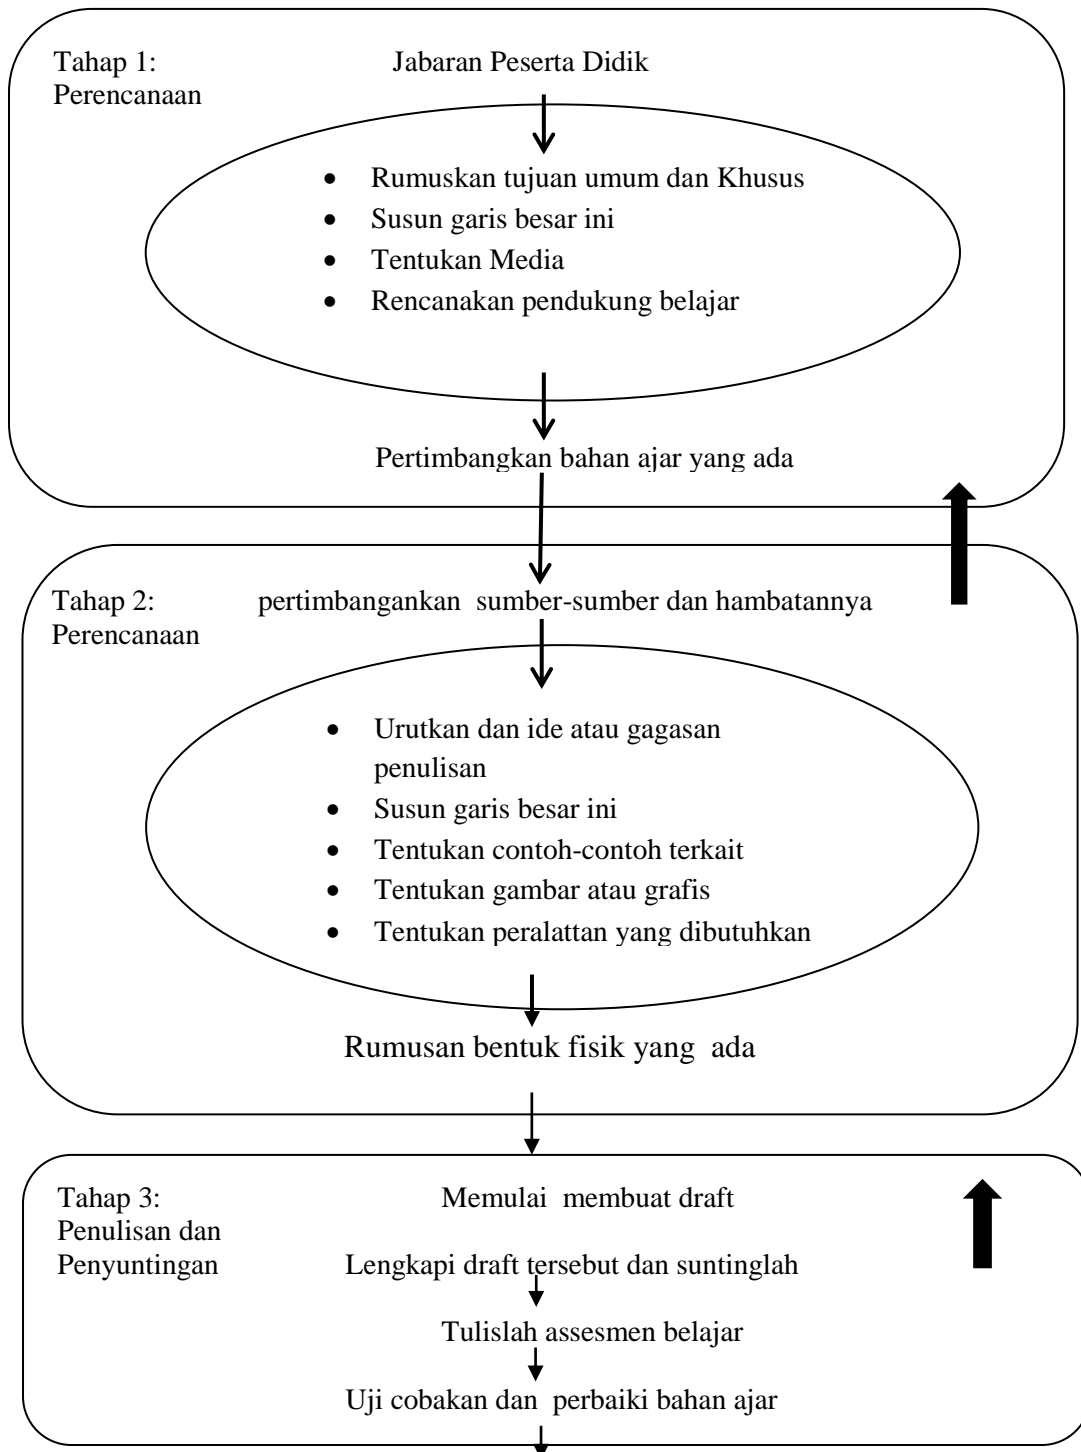 Tahap 1:
Perencanaan
Jabaran Peserta Didik
• Rumuskan tujuan umum dan Khusus
• Susun garis besar ini
• Tentukan Media
• Rencanakan pendukung belajar
Pertimbangkan bahan ajar yang ada
Tahap 2:
Perencanaan
pertimbangankan sumber-sumber dan hambatannya
• Urutkan dan ide atau gagasan
penulisan
• Susun garis besar ini
• Tentukan contoh-contoh terkait
• Tentukan gambar atau grafis
• Tentukan peralattan yang dibutuhkan
Rumusan bentuk fisik yang ada
Tahap 3:
Penulisan dan
Penyuntingan
Memulai membuat draft
Lengkapi draft tersebut dan suntinglah
Tulislah assesmen belajar
Uji cobakan dan perbaiki bahan ajar